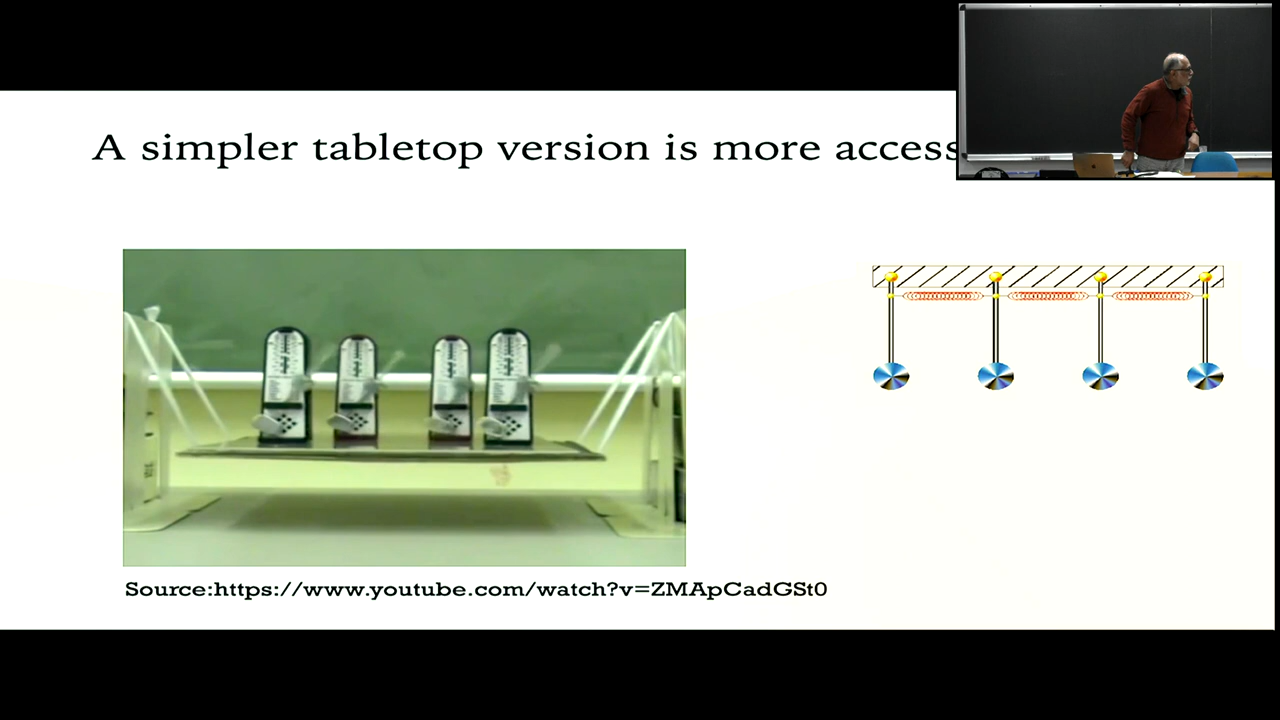 A simpler tabletop version is more access
Source:https://www.youtube.com/watch?v=ZMApCadGSt0